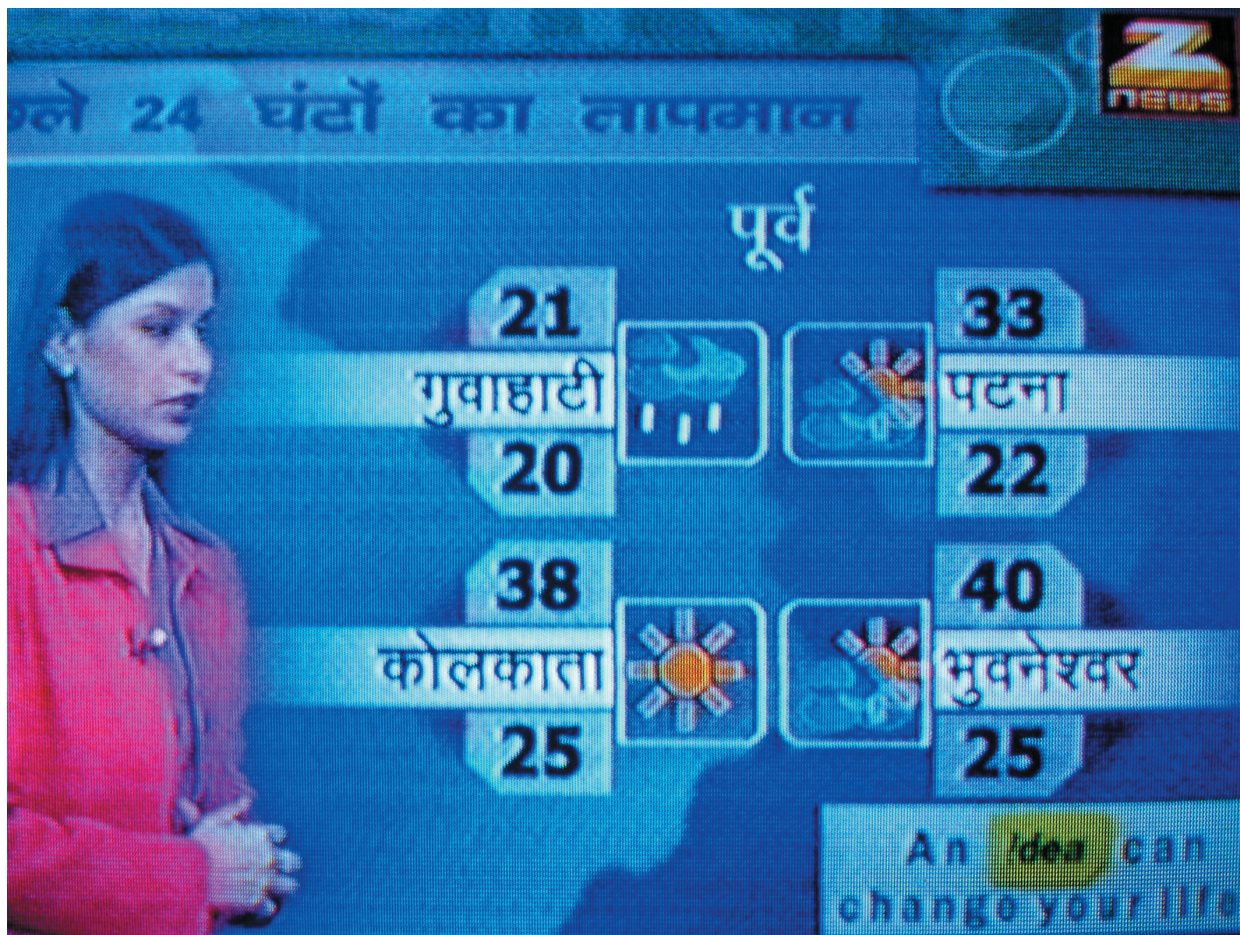 24 घंटों का तापमान
Z
NEWS
पूर्व
21
गुवाहाटी
20
33
पटना
22
38
कोलकाता
25
40
भुवनेश्वर
25
An idea can
change your life